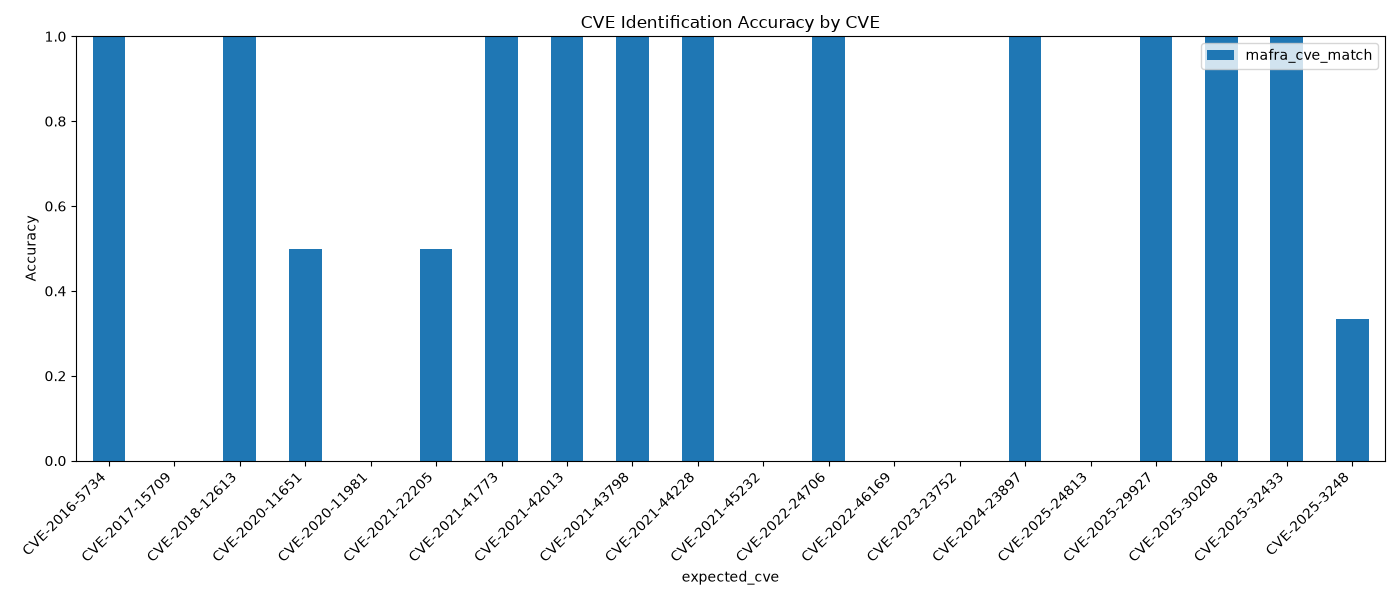 CVE Identification Accuracy by CVE
mafra_cve_match
1.0
0.8
0.6
0.4
0.2
0.0
Accuracy
CVE-2016-5734
CVE-2017-15709
CVE-2018-12613
CVE-2020-11651
CVE-2020-11981
CVE-2021-22205
CVE-2021-41773
CVE-2021-42013
CVE-2021-43798
CVE-2021-44228
CVE-2021-45232
CVE-2022-24706
CVE-2022-46169
CVE-2023-23752
CVE-2024-23897
CVE-2025-24813
CVE-2025-29927
CVE-2025-30208
CVE-2025-32433
CVE-2025-3248
expected_cve